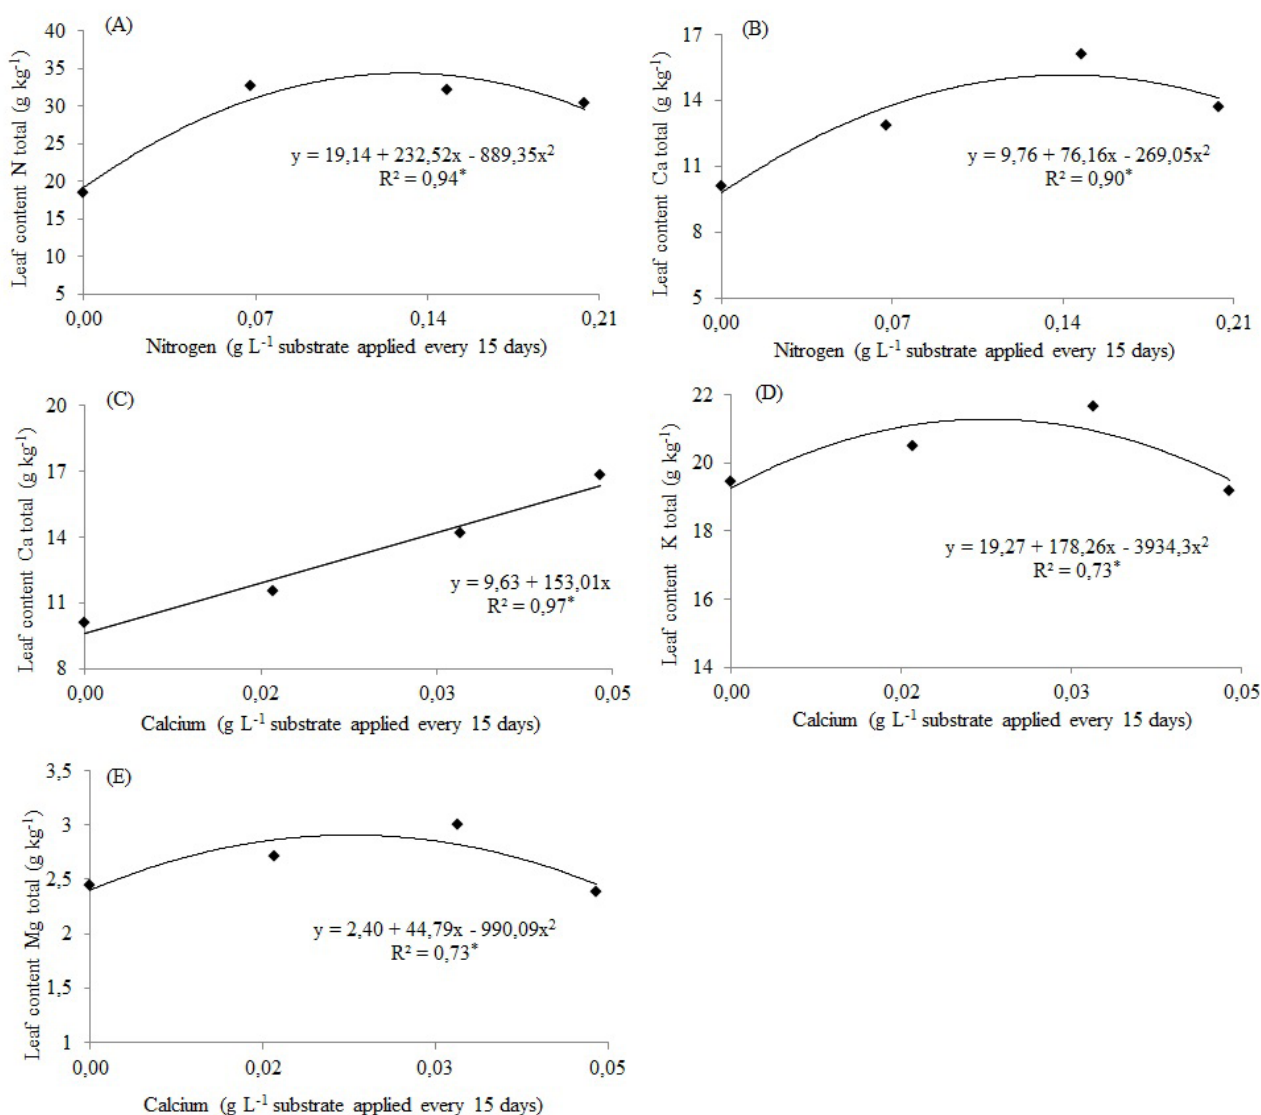 (A)
Leaf content N total (g kg⁻¹)
40
35
30
25
20
15
10
5
y = 19,14 + 232,52x - 889,35x²
R² = 0,94*
0,00 0,07 0,14 0,21
Nitrogen (g L⁻¹ substrate applied every 15 days)
(B)
Leaf content Ca total (g kg⁻¹)
17
14
11
8
5
y = 9,76 + 76,16x - 269,05x²
R² = 0,90*
0,00 0,07 0,14 0,21
Nitrogen (g L⁻¹ substrate applied every 15 days)
(C)
Leaf content Ca total (g kg⁻¹)
20
17
14
11
8
y = 9,63 + 153,01x
R² = 0,97*
0,00 0,02 0,03 0,05
Calcium (g L⁻¹ substrate applied every 15 days)
(D)
Leaf content K total (g kg⁻¹)
22
20
18
16
14
y = 19,27 + 178,26x - 3934,3x²
R² = 0,73*
0,00 0,02 0,03 0,05
Calcium (g L⁻¹ substrate applied every 15 days)
(E)
Leaf content Mg total (g kg⁻¹)
3,5
3
2,5
2
1,5
1
y = 2,40 + 44,79x - 990,09x²
R² = 0,73*
0,00 0,02 0,03 0,05
Calcium (g L⁻¹ substrate applied every 15 days)